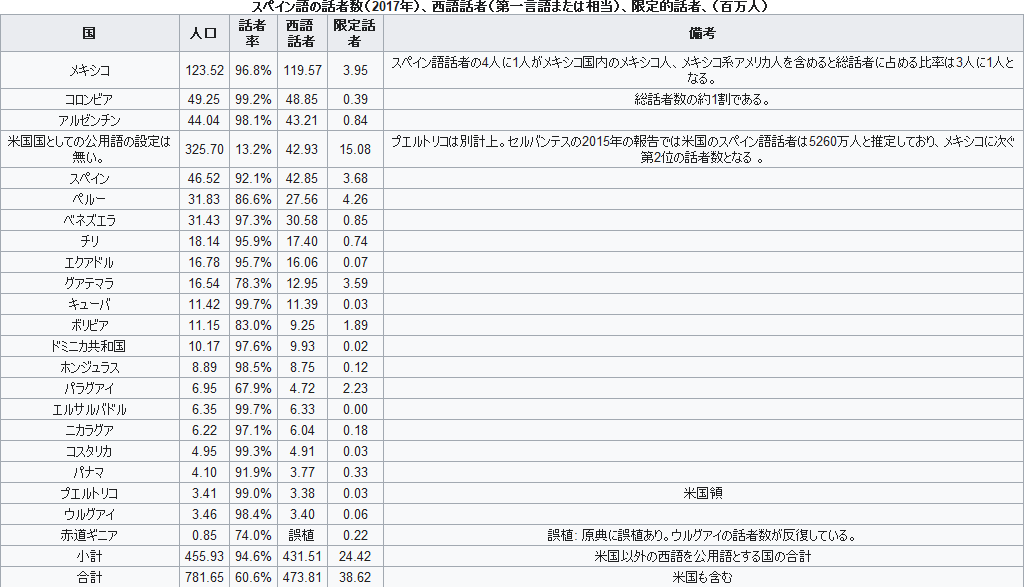 スペイン語の話者数(2017年)、西語話者(第一言語または相当)、限定的話者、(百万人)
国 人口 話者率 西語話者 限定話者 備考
メキシコ 123.52 96.8% 119.57 3.95 スペイン語話者の4人に1人がメキシコ国内のメキシコ人、メキシコ系アメリカ人を含めると総話者に占める比率は3人に1人となる。
コロンビア 49.25 99.2% 48.85 0.39 総話者数の約1割である。
アルゼンチン 44.04 98.1% 43.21 0.84
米国国としての公用語の設定は無い。 325.70 13.2% 42.93 15.08 プエルトリコは別計上。セルバンテスの2015年の報告では米国のスペイン語話者は5260万人と推定しており、メキシコに次ぐ第2位の話者数となる 。
スペイン 46.52 92.1% 42.85 3.68
ペルー 31.83 86.6% 27.56 4.26
ベネズエラ 31.43 97.3% 30.58 0.85
チリ 18.14 95.9% 17.40 0.74
エクアドル 16.78 95.7% 16.06 0.07
グアテマラ 16.54 78.3% 12.95 3.59
キューバ 11.42 99.7% 11.39 0.03
ボリビア 11.15 83.0% 9.25 1.89
ドミニカ共和国 10.17 97.6% 9.93 0.02
ホンジュラス 8.89 98.5% 8.75 0.12
パラグアイ 6.95 67.9% 4.72 2.23
エルサルバドル 6.35 99.7% 6.33 0.00
ニカラグア 6.22 97.1% 6.04 0.18
コスタリカ 4.95 99.3% 4.91 0.03
パナマ 4.10 91.9% 3.77 0.33
プエルトリコ 3.41 99.0% 3.38 0.03 米国領
ウルグアイ 3.46 98.4% 3.40 0.06
赤道ギニア 0.85 74.0% 誤植 0.22 誤植: 原典に誤植あり。ウルグアイの話者数が反復している。
小計 455.93 94.6% 431.51 24.42 米国以外の西語を公用語とする国の合計
合計 781.65 60.6% 473.81 38.62 米国も含む